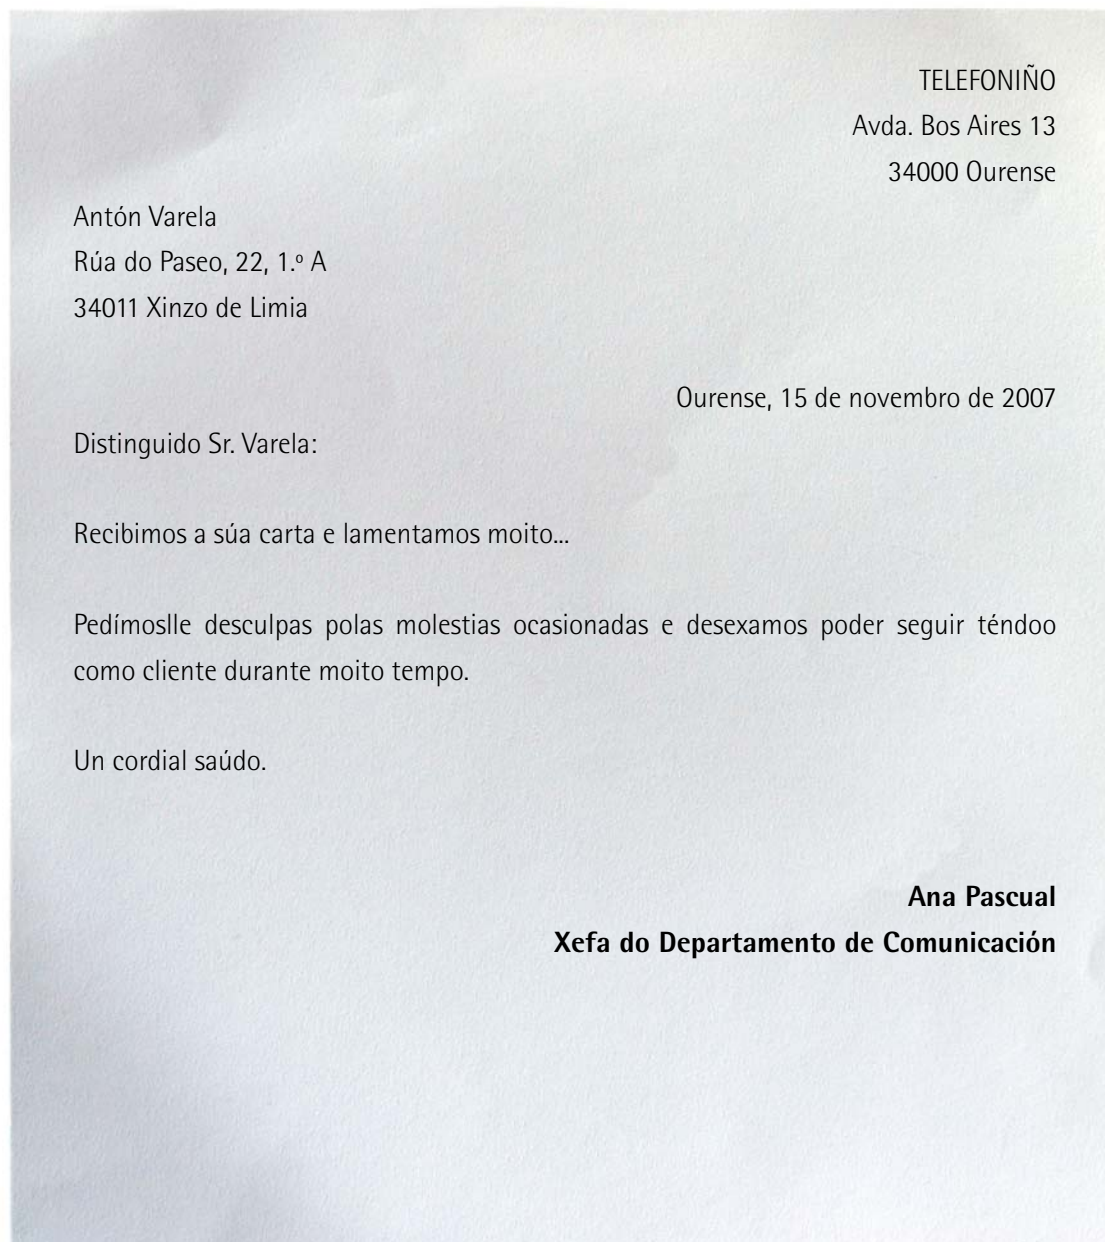 TELEFONIÑO
Avda. Bos Aires 13
34000 Ourense
Antón Varela
Rúa do Paseo, 22, 1.º A
34011 Xinzo de Limia
Ourense, 15 de novembro de 2007
Distinguido Sr. Varela:
Recibimos a súa carta e lamentamos moito...
Pedímoslle desculpas polas molestias ocasionadas e desexamos poder seguir téndoo
como cliente durante moito tempo.
Un cordial saúdo.
Ana Pascual
Xefa do Departamento de Comunicación